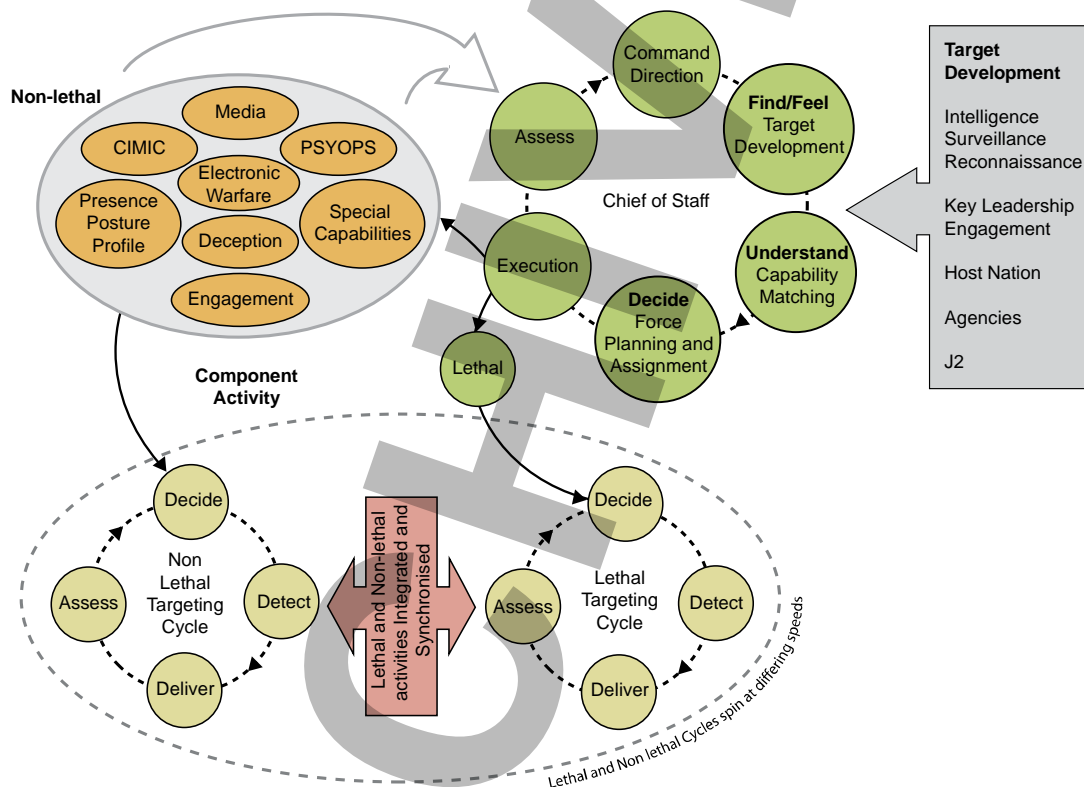 Non-lethal
Media
CIMIC
PSYOPS
Electronic
Warfare
Presence
Posture
Profile
Deception
Special
Capabilities
Engagement
Command
Direction
Find/Feel
Target
Development
Assess
Chief of Staff
Understand
Capability
Matching
Execution
Decide
Force
Planning and
Assignment
Lethal
Target
Development
Intelligence
Surveillance
Reconnaissance
Key Leadership
Engagement
Host Nation
Agencies
J2
Component
Activity
Decide
Non
Lethal
Targeting
Cycle
Assess
Detect
Deliver
Lethal and Non-lethal
activities Integrated and
Synchronised
Decide
Lethal
Targeting
Cycle
Assess
Detect
Deliver
Lethal and Non lethal Cycles spin at differing speeds